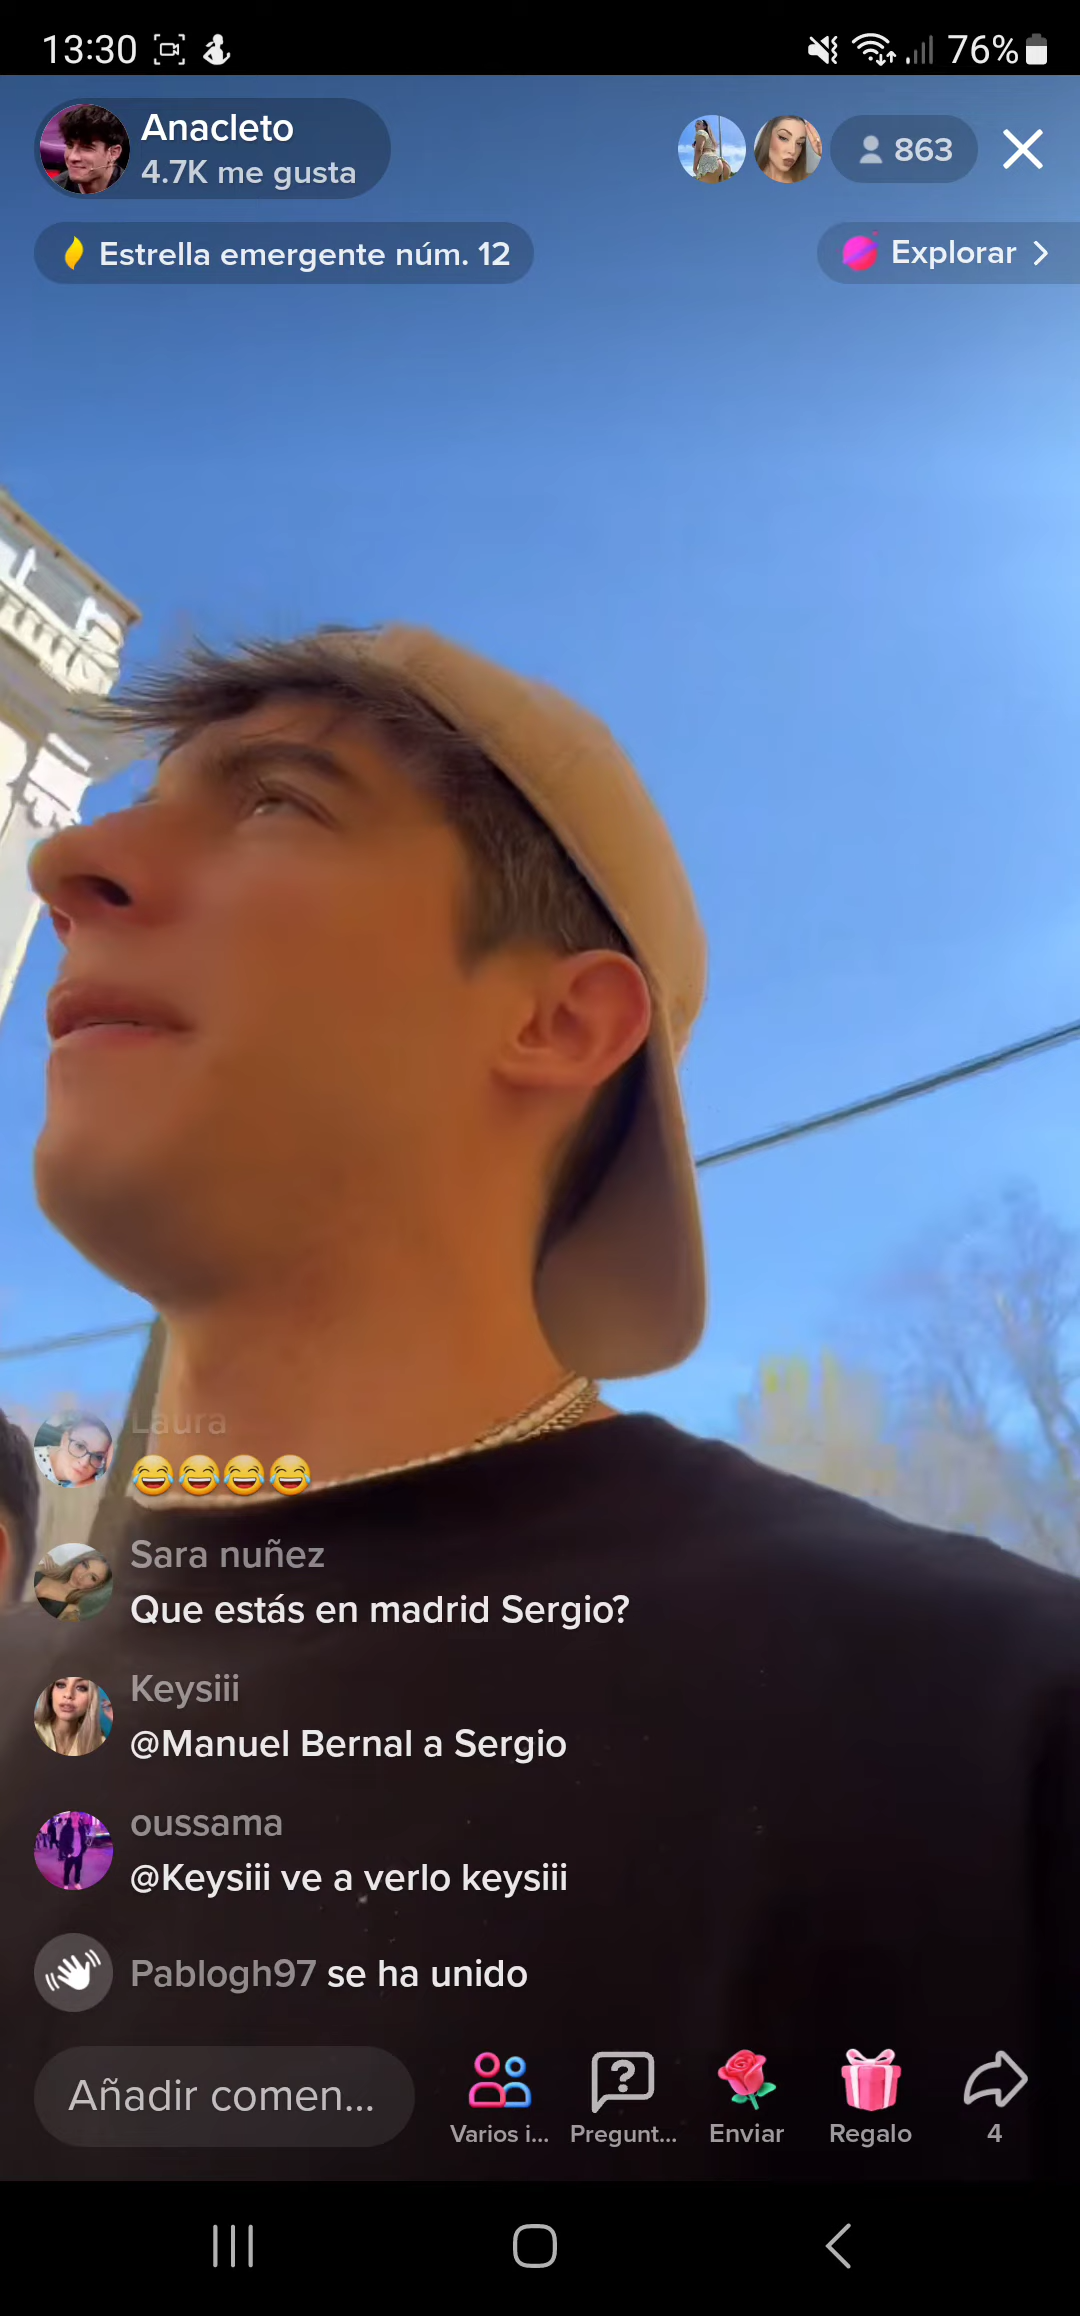 13:30
76%
Anacleto
4.7K me gusta
863
Estrella emergente núm. 12
Explorar
Laura
😂😂😂😂
Sara nuñez
Que estás en madrid Sergio?
Keysiii
@Manuel Bernal a Sergio
oussama
@Keysiii ve a verlo keysiii
Pablogh97 se ha unido
Añadir comen...
Varios i...
Pregunt...
Enviar
Regalo
4